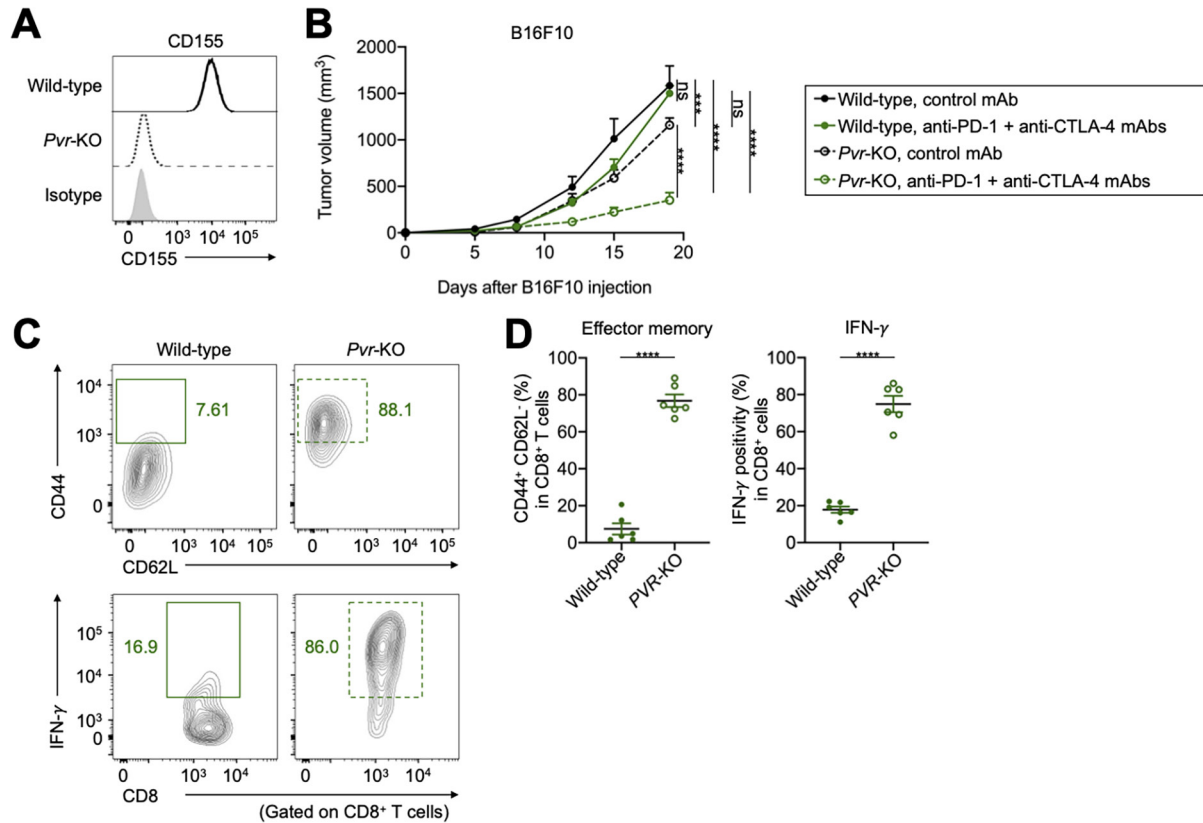 A
CD155
Wild-type
Pvr-KO
Isotype
0 10³ 10⁴ 10⁵
CD155
B
B16F10
Tumor volume (mm³)
2000
1500
1000
500
0
0 5 10 15 20
Days after B16F10 injection
ns
***
****
****
ns
****
Wild-type, control mAb
Wild-type, anti-PD-1 + anti-CTLA-4 mAbs
Pvr-KO, control mAb
Pvr-KO, anti-PD-1 + anti-CTLA-4 mAbs
C
Wild-type
Pvr-KO
CD44
10⁴
10³
0
7.61
88.1
0 10³ 10⁴ 10⁵
0 10³ 10⁴ 10⁵
CD62L
IFN-γ
10⁵
10⁴
10³
0
16.9
86.0
0 10³ 10⁴
0 10³ 10⁴
CD8
(Gated on CD8⁺ T cells)
D
Effector memory
****
CD44⁺ CD62L⁻ (%)
in CD8⁺ T cells
100
80
60
40
20
0
Wild-type
PVR-KO
IFN-γ
****
IFN-γ positivity (%)
in CD8⁺ cells
100
80
60
40
20
0
Wild-type
PVR-KO